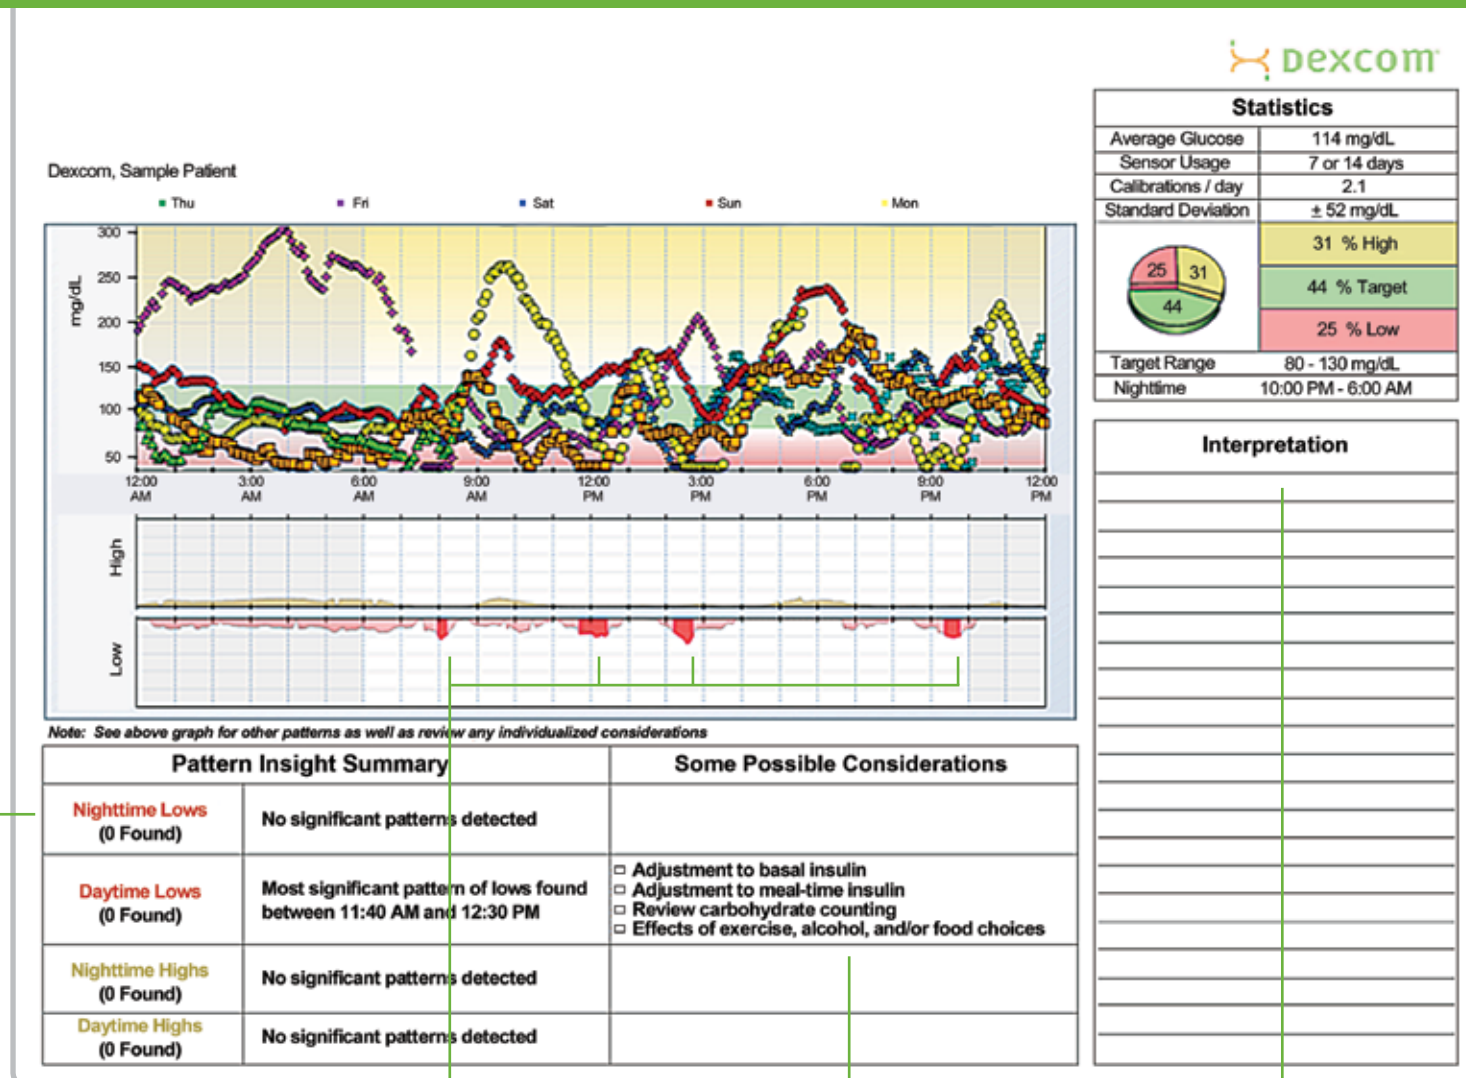 Dexcom
Dexcom, Sample Patient
Thu Fri Sat Sun Mon
mg/dL
300
250
200
150
100
50
12:00 AM 3:00 AM 6:00 AM 9:00 AM 12:00 PM 3:00 PM 6:00 PM 9:00 PM 12:00 PM
High
Low
Note: See above graph for other patterns as well as review any individualized considerations
Statistics
Average Glucose 114 mg/dL
Sensor Usage 7 or 14 days
Calibrations / day 2.1
Standard Deviation ± 52 mg/dL
25 31
44
31 % High
44 % Target
25 % Low
Target Range 80 - 130 mg/dL
Nighttime 10:00 PM - 6:00 AM
Interpretation
Pattern Insight Summary Some Possible Considerations
Nighttime Lows
(0 Found)
No significant patterns detected
Daytime Lows
(0 Found)
Most significant pattern of lows found
between 11:40 AM and 12:30 PM
Adjustment to basal insulin
Adjustment to meal-time insulin
Review carbohydrate counting
Effects of exercise, alcohol, and/or food choices
Nighttime Highs
(0 Found)
No significant patterns detected
Daytime Highs
(0 Found)
No significant patterns detected